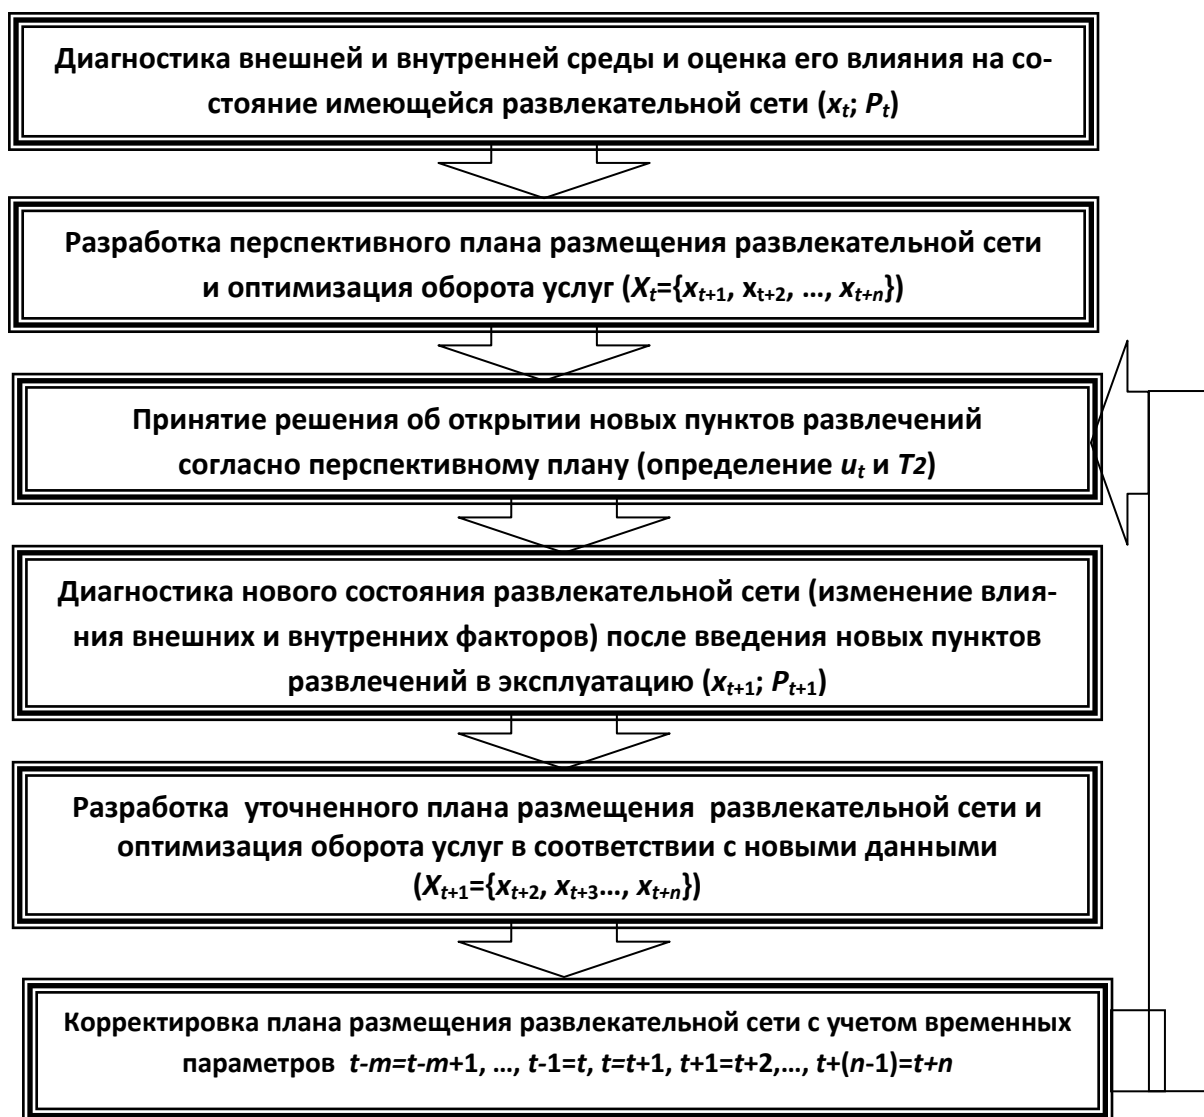 Диагностика внешней и внутренней среды и оценка его влияния на со-
стояние имеющейся развлекательной сети (xt; Pt)
Разработка перспективного плана размещения развлекательной сети
и оптимизация оборота услуг (Xt={xt+1, xt+2, ..., xt+n})
Принятие решения об открытии новых пунктов развлечений
согласно перспективному плану (определение ut и T2)
Диагностика нового состояния развлекательной сети (изменение влия-
ния внешних и внутренних факторов) после введения новых пунктов
развлечений в эксплуатацию (xt+1; Pt+1)
Разработка уточненного плана размещения развлекательной сети и
оптимизация оборота услуг в соответствии с новыми данными
(Xt+1={xt+2, xt+3..., xt+n})
Корректировка плана размещения развлекательной сети с учетом временных
параметров t-m=t-m+1, ..., t-1=t, t=t+1, t+1=t+2,..., t+(n-1)=t+n